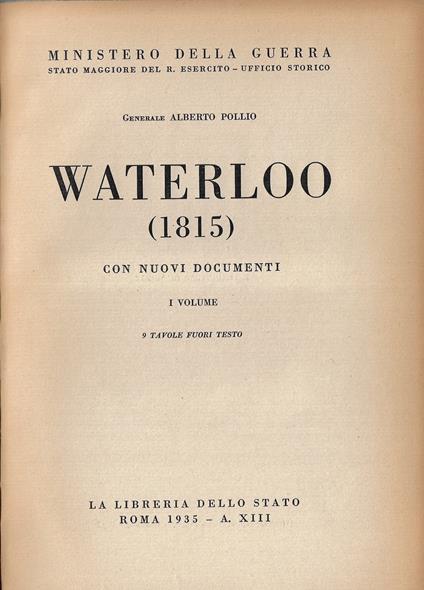 MINISTERO DELLA GUERRA
STATO MAGGIORE DEL R. ESERCITO – UFFICIO STORICO
GENERALE ALBERTO POLLIO
WATERLOO
(1815)
CON NUOVI DOCUMENTI
I VOLUME
9 TAVOLE FUORI TESTO
LA LIBRERIA DELLO STATO
ROMA 1935 – A. XIII